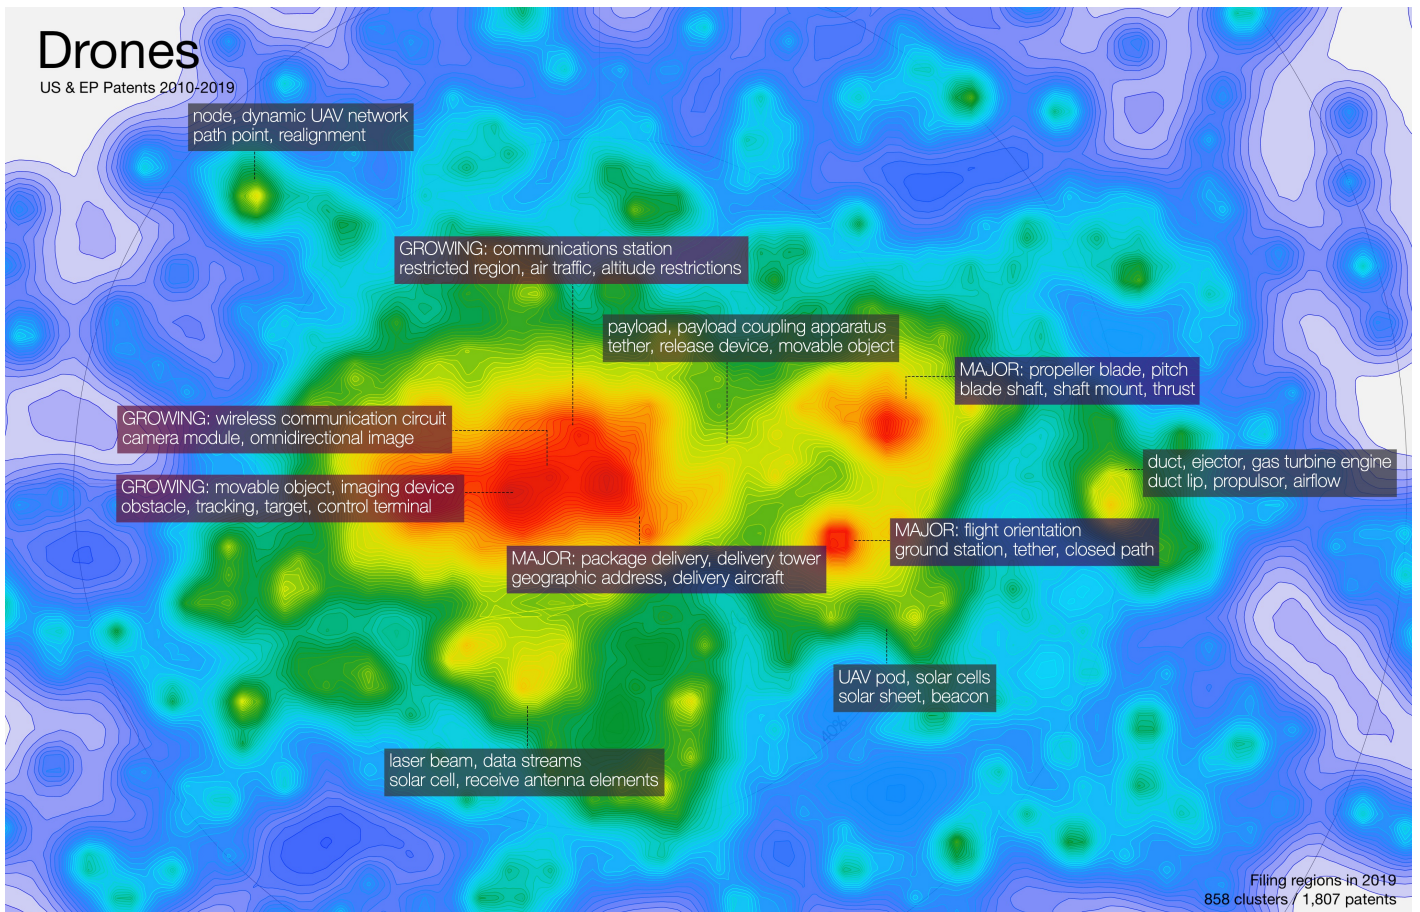 Drones
US & EP Patents 2010-2019
node, dynamic UAV network
path point, realignment
GROWING: communications station
restricted region, air traffic, altitude restrictions
payload, payload coupling apparatus
tether, release device, movable object
MAJOR: propeller blade, pitch
blade shaft, shaft mount, thrust
GROWING: wireless communication circuit
camera module, omnidirectional image
duct, ejector, gas turbine engine
duct lip, propulsor, airflow
GROWING: movable object, imaging device
obstacle, tracking, target, control terminal
MAJOR: flight orientation
ground station, tether, closed path
MAJOR: package delivery, delivery tower
geographic address, delivery aircraft
UAV pod, solar cells
solar sheet, beacon
40%
laser beam, data streams
solar cell, receive antenna elements
Filing regions in 2019
858 clusters / 1,807 patents